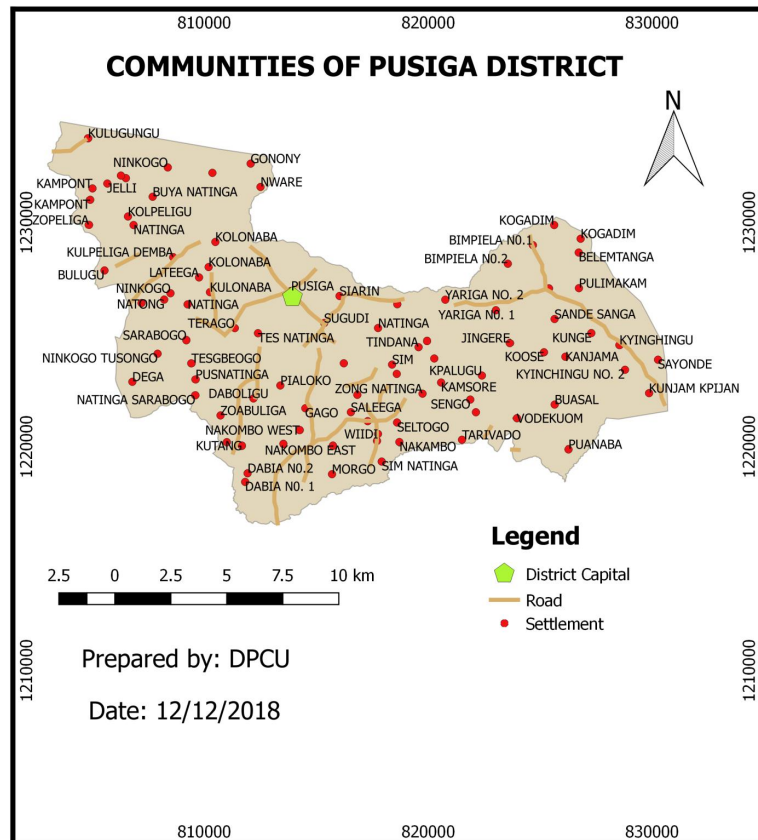 810000 820000 830000
COMMUNITIES OF PUSIGA DISTRICT
N
KULUGUNGU
NINKOGO
GONONY
KAMPONT
JELLI
NWARE
BUYA NATINGA
KAMPONT
KOLPELIGU
ZOPELIGA
NATINGA
KOGADIM
1230000
1230000
KOLONABA
BIMPIELA N0.1
KOGADIM
KULPELIGA DEMBA
BIMPIELA N0.2
BELEMTANGA
BULUGU
LATEEGA
KOLONABA
NINKOGO
KULONABA
PUSIGA
SIARIN
YARIGA NO. 2
PULIMAKAM
NATONG
NATINGA
YARIGA N0. 1
SANDE SANGA
TERAGO
SUGUDI
NATINGA
SARABOGO
TES NATINGA
TINDANA
JINGERE
KUNGE
KYINGHINGU
NINKOGO TUSONGO
TESGBEOGO
SIM
KOOSE
KANJAMA
SAYONDE
DEGA
PUSNATINGA
PIALOKO
KPALUGU
KYINCHINGU NO. 2
NATINGA SARABOGO
DABOLIGU
ZONG NATINGA
KAMSORE
KUNJAM KPIJAN
ZOABULIGA
GAGO
SALEEGA
SENGO
BUASAL
NAKOMBO WEST
WIIDI
SELTOGO
VODEKUOM
KUTANG
NAKOMBO EAST
NAKAMBO
TARIVADO
PUANABA
1220000
1220000
DABIA N0.2
MORGO
SIM NATINGA
DABIA N0. 1
Legend
District Capital
Road
Settlement
2.5 0 2.5 5 7.5 10 km
Prepared by: DPCU
Date: 12/12/2018
1210000
1210000
810000 820000 830000